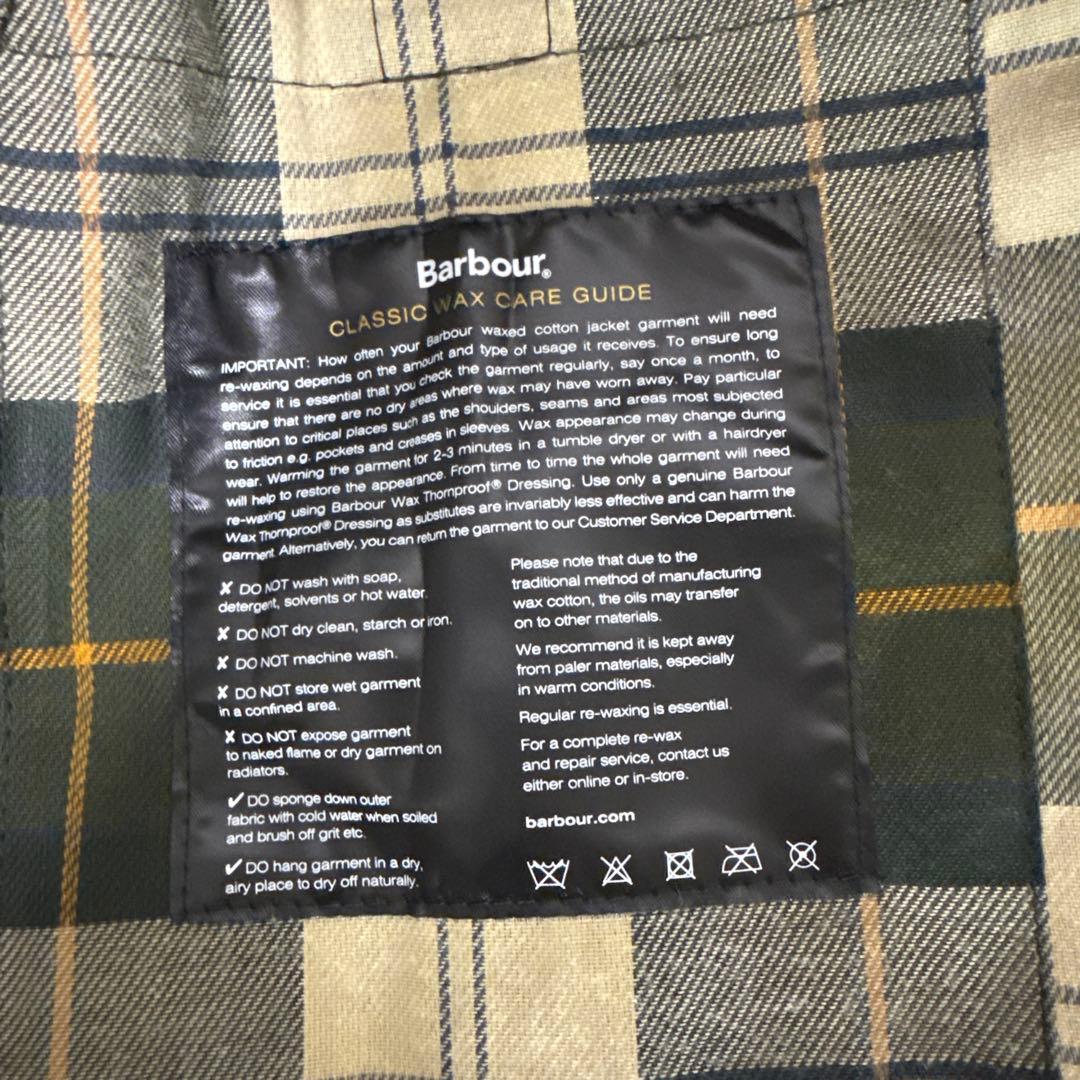 Barbour®
CLASSIC WAX CARE GUIDE
IMPORTANT: How often your Barbour waxed cotton jacket garment will need
re-waxing depends on the amount and type of usage it receives. To ensure long
service it is essential that you check the garment regularly, say once a month, to
ensure that there are no dry areas where wax may have worn away. Pay particular
attention to critical places such as the shoulders, seams and areas most subjected
to friction e.g. pockets and creases in sleeves. Wax appearance may change during
wear. Warming the garment for 2-3 minutes in a tumble dryer or with a hairdryer
will help to restore the appearance. From time to time the whole garment will need
re-waxing using Barbour Wax Thornproof® Dressing. Use only a genuine Barbour
Wax Thornproof® Dressing as substitutes are invariably less effective and can harm the
garment. Alternatively, you can return the garment to our Customer Service Department.
✘ DO NOT wash with soap,
detergent, solvents or hot water.
✘ DO NOT dry clean, starch or iron.
✘ DO NOT machine wash.
✘ DO NOT store wet garment
in a confined area.
✘ DO NOT expose garment
to naked flame or dry garment on
radiators.
✔ DO sponge down outer
fabric with cold water when soiled
and brush off grit etc.
✔ DO hang garment in a dry,
airy place to dry off naturally.
Please note that due to the
traditional method of manufacturing
wax cotton, the oils may transfer
on to other materials.
We recommend it is kept away
from paler materials, especially
in warm conditions.
Regular re-waxing is essential.
For a complete re-wax
and repair service, contact us
either online or in-store.
barbour.com